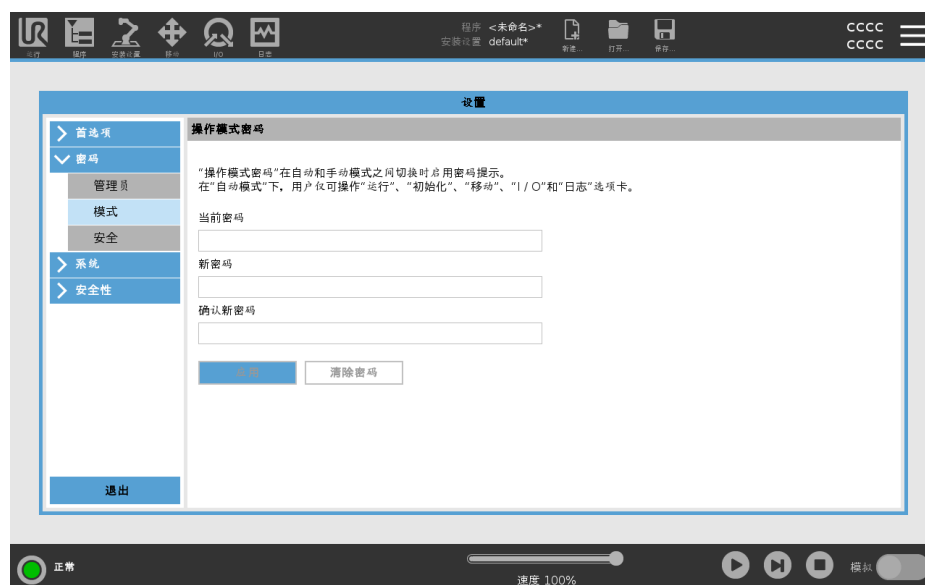 UR
运行
程序
安装设置
移动
I/O
日志
程序 <未命名>*
安装设置 default*
新建...
打开...
保存...
CCCC
CCCC
设置
首选项
密码
管理员
模式
安全
系统
安全性
退出
操作模式密码
“操作模式密码”在自动和手动模式之间切换时启用密码提示。
在“自动模式”下，用户仅可操作“运行”、“初始化”、“移动”、“I / O”和“日志”选项卡。
当前密码
新密码
确认新密码
应用
清除密码
正常
速度 100%
模拟